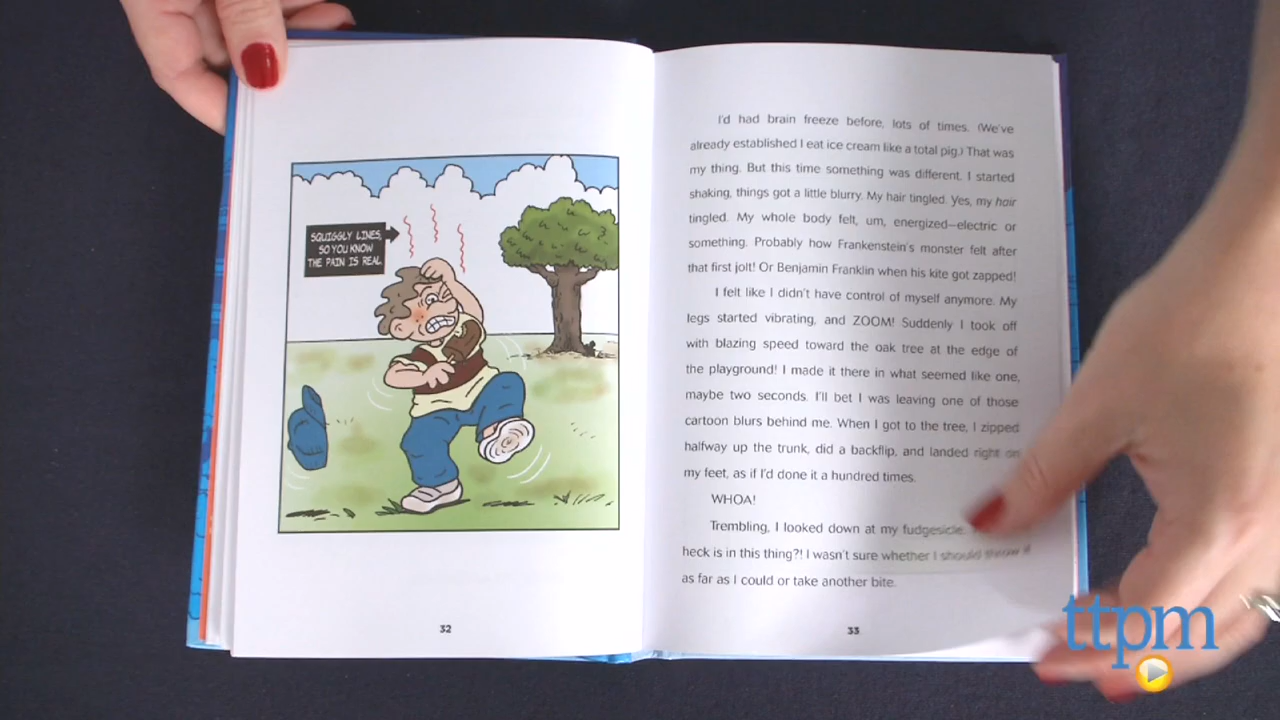 SQUIGGLY LINES,
SO YOU KNOW
THE PAIN IS REAL.
32
I'd had brain freeze before, lots of times. (We've
already established I eat ice cream like a total pig.) That was
my thing. But this time something was different. I started
shaking, things got a little blurry. My hair tingled. Yes, my hair
tingled. My whole body felt, um, energized—electric or
something. Probably how Frankenstein's monster felt after
that first jolt! Or Benjamin Franklin when his kite got zapped!
I felt like I didn't have control of myself anymore. My
legs started vibrating, and ZOOM! Suddenly I took off
with blazing speed toward the oak tree at the edge of
the playground! I made it there in what seemed like one,
maybe two seconds. I'll bet I was leaving one of those
cartoon blurs behind me. When I got to the tree, I zipped
halfway up the trunk, did a backflip, and landed right on
my feet, as if I'd done it a hundred times.
WHOA!
Trembling, I looked down at my fudgesicle.
heck is in this thing?! I wasn't sure whether I should throw it
as far as I could or take another bite.
33
ttpm